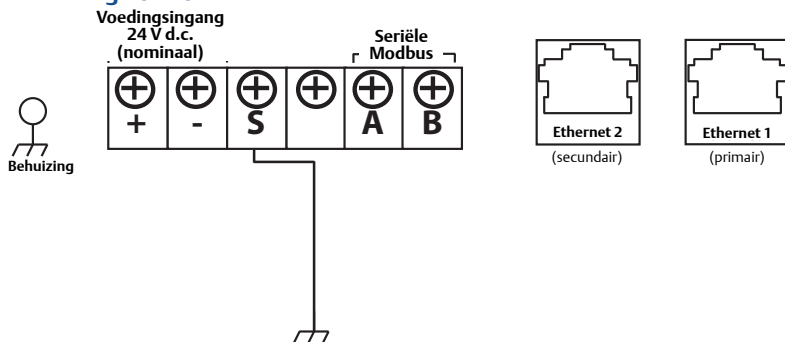 Voedingsingang
24 V d.c.
(nominaal)
Seriële
Modbus
+ - S A B
Behuizing
Ethernet 2
(secundair)
Ethernet 1
(primair)